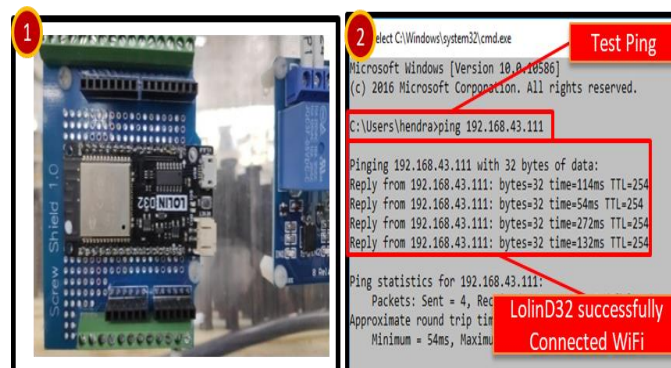 1
Screw Shield 1.0
LOLIN
D32
2
elect C:\Windows\system32\cmd.exe
Test Ping
Microsoft Windows [Version 10.0.10586]
(c) 2016 Microsoft Corporation. All rights reserved.
C:\Users\hendra>ping 192.168.43.111
Pinging 192.168.43.111 with 32 bytes of data:
Reply from 192.168.43.111: bytes=32 time=114ms TTL=254
Reply from 192.168.43.111: bytes=32 time=54ms TTL=254
Reply from 192.168.43.111: bytes=32 time=272ms TTL=254
Reply from 192.168.43.111: bytes=32 time=132ms TTL=254
Ping statistics for 192.168.43.111:
Packets: Sent = 4, Rec
Approximate round trip tim
Minimum = 54ms, Maximu
LolinD32 successfully
Connected WiFi